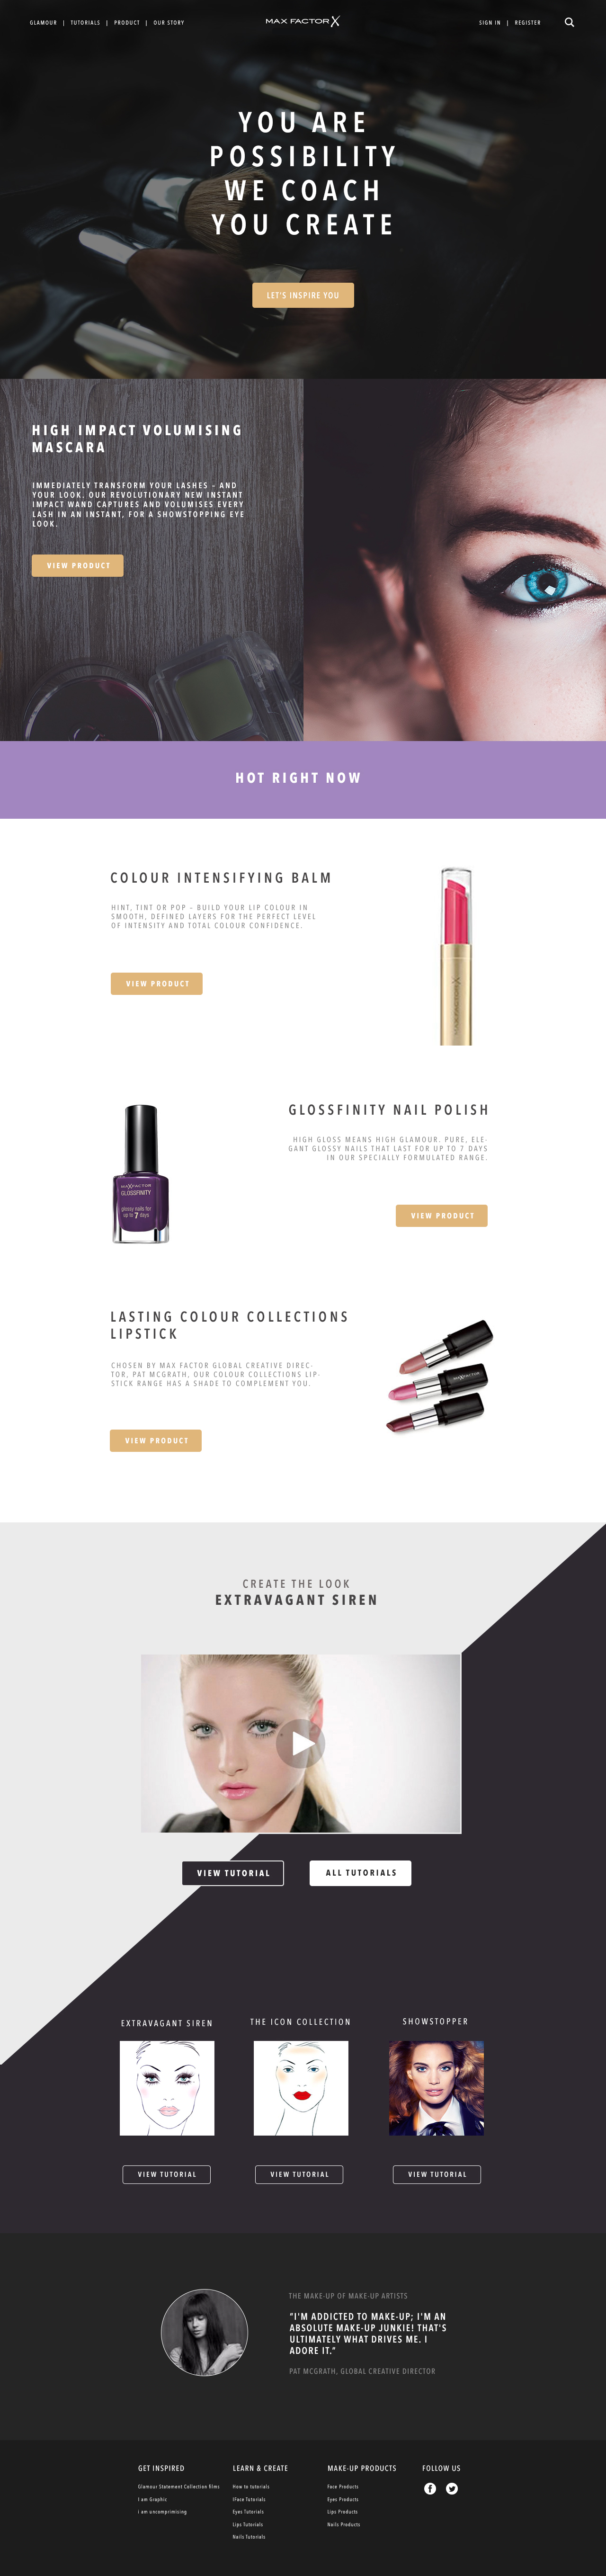 GLAMOUR | TUTORIALS | PRODUCT | OUR STORY
MAX FACTOR X
SIGN IN | REGISTER
YOU ARE
POSSIBILITY
WE COACH
YOU CREATE
LET'S INSPIRE YOU
HIGH IMPACT VOLUMISING
MASCARA
IMMEDIATELY TRANSFORM YOUR LASHES – AND
YOUR LOOK. OUR REVOLUTIONARY NEW INSTANT
IMPACT WAND CAPTURES AND VOLUMISES EVERY
LASH IN AN INSTANT, FOR A SHOWSTOPPING EYE
LOOK.
VIEW PRODUCT
HOT RIGHT NOW
COLOUR INTENSIFYING BALM
HINT, TINT OR POP – BUILD YOUR LIP COLOUR IN
SMOOTH, DEFINED LAYERS FOR THE PERFECT LEVEL
OF INTENSITY AND TOTAL COLOUR CONFIDENCE.
VIEW PRODUCT
MAX FACTOR X
GLOSSFINITY NAIL POLISH
HIGH GLOSS MEANS HIGH GLAMOUR. PURE, ELE-
GANT GLOSSY NAILS THAT LAST FOR UP TO 7 DAYS
IN OUR SPECIALLY FORMULATED RANGE.
VIEW PRODUCT
MAXFACTOR
GLOSSFINITY
glossy nails for
up to 7 days
LASTING COLOUR COLLECTIONS
LIPSTICK
CHOSEN BY MAX FACTOR GLOBAL CREATIVE DIREC-
TOR, PAT MCGRATH, OUR COLOUR COLLECTIONS LIP-
STICK RANGE HAS A SHADE TO COMPLEMENT YOU.
VIEW PRODUCT
MAXFACTOR
CREATE THE LOOK
EXTRAVAGANT SIREN
VIEW TUTORIAL
ALL TUTORIALS
EXTRAVAGANT SIREN
THE ICON COLLECTION
SHOWSTOPPER
VIEW TUTORIAL
VIEW TUTORIAL
VIEW TUTORIAL
THE MAKE-UP OF MAKE-UP ARTISTS
“I'M ADDICTED TO MAKE-UP; I'M AN
ABSOLUTE MAKE-UP JUNKIE! THAT'S
ULTIMATELY WHAT DRIVES ME. I
ADORE IT.”
PAT MCGRATH, GLOBAL CREATIVE DIRECTOR
GET INSPIRED
Glamour Statement Collection films
I am Graphic
i am uncomprimising
LEARN & CREATE
How to tutorials
IFace Tutorials
Eyes Tutorials
Lips Tutorials
Nails Tutorials
MAKE-UP PRODUCTS
Face Products
Eyes Products
Lips Products
Nails Products
FOLLOW US